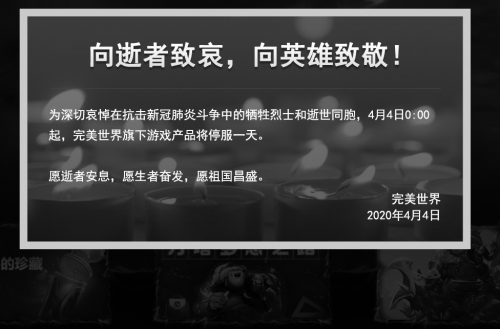 向逝者致哀，向英雄致敬！
为深切哀悼在抗击新冠肺炎斗争中的牺牲烈士和逝世同胞，4月4日0:00
起，完美世界旗下游戏产品将停服一天。
愿逝者安息，愿生者奋发，愿祖国昌盛。
完美世界
2020年4月4日
的珍藏